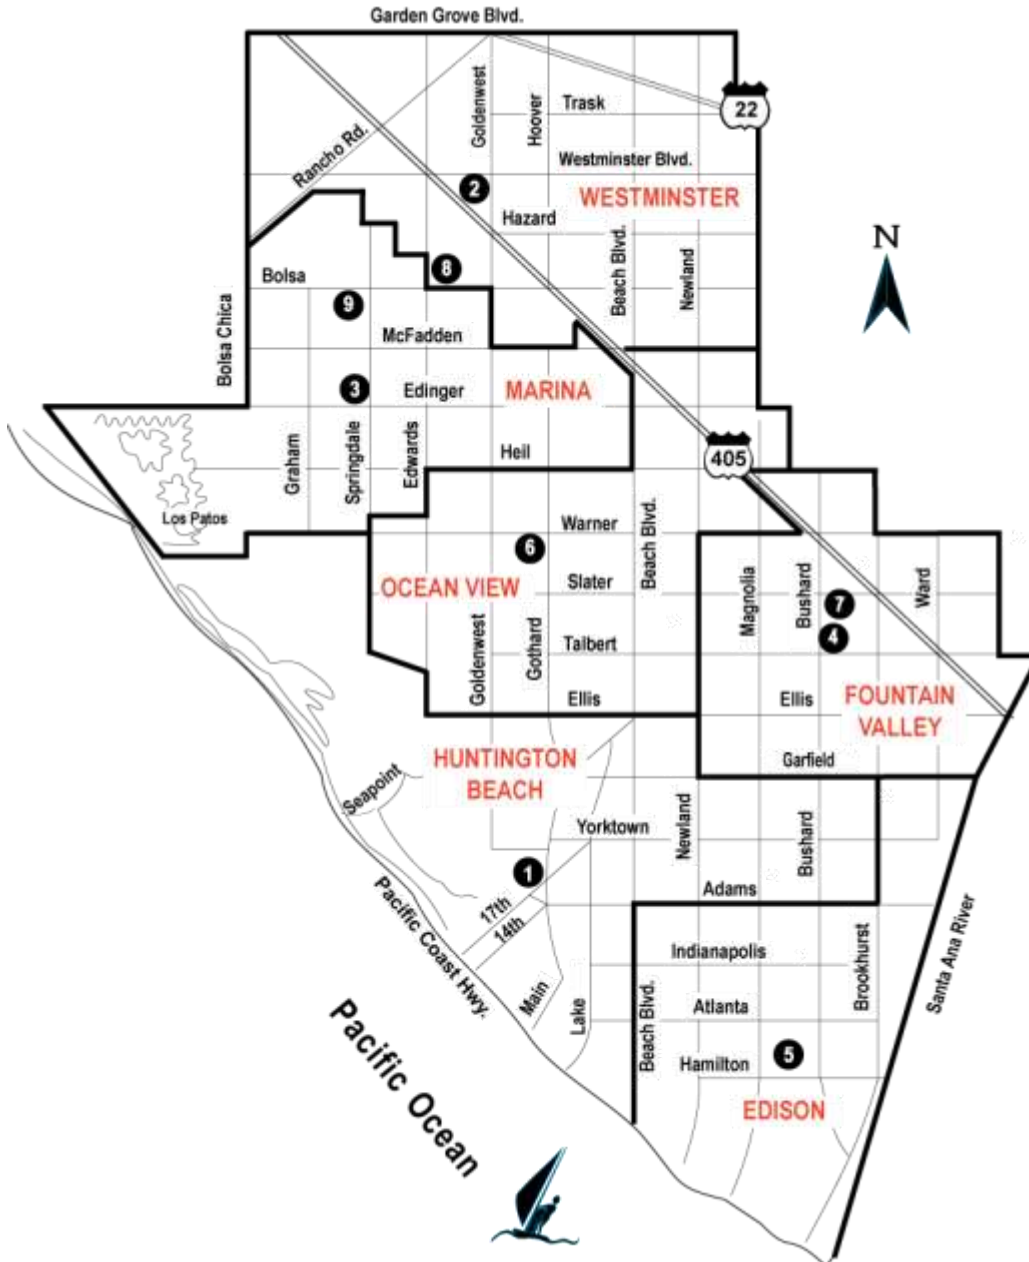 Garden Grove Blvd.
Goldenwest
Hoover
Trask
22
Rancho Rd.
Westminster Blvd.
2
WESTMINSTER
Hazard
N
Beach Blvd.
Newland
8
Bolsa
Bolsa Chica
9
McFadden
3
Edinger
MARINA
Graham
Springdale
Edwards
Heil
405
Los Patos
Warner
Beach Blvd.
6
OCEAN VIEW
Slater
Magnolia
Bushard
Ward
7
4
Goldenwest
Gothard
Talbert
Ellis
Ellis
FOUNTAIN
VALLEY
HUNTINGTON
BEACH
Garfield
Seapoint
Yorktown
Newland
Bushard
1
Adams
17th
14th
Pacific Coast Hwy.
Indianapolis
Brookhurst
Santa Ana River
Main
Lake
Beach Blvd.
Atlanta
Hamilton
5
EDISON
Pacific Ocean